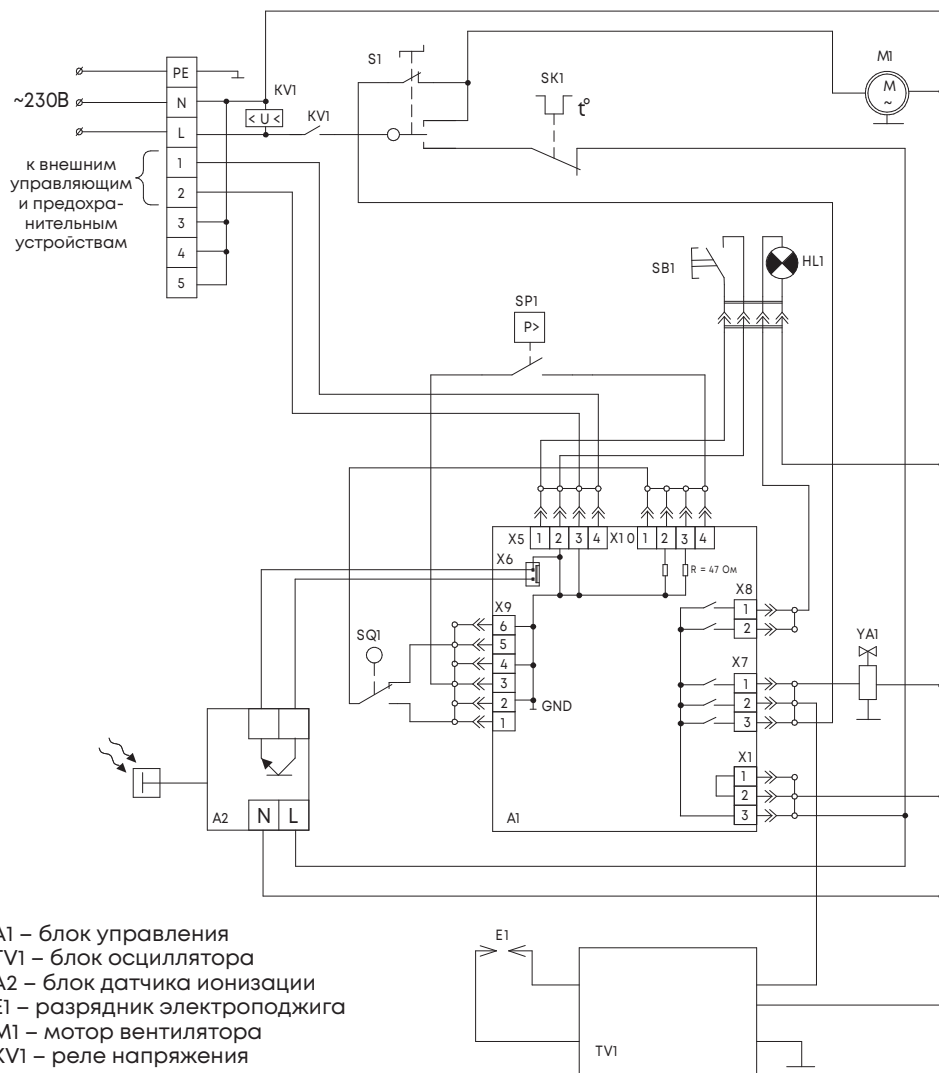 PE
N
L
1
2
3
4
5
~230В
к внешним
управляющим
и предохра-
нительным
устройствам
KV1
< U <
KV1
S1
SK1
t°
M1
M
~
SB1
HL1
SP1
P>
X5 1 2 3 4 X10 1 2 3 4
X6
R = 47 Ом
X9
6
5
4
3
2
1
GND
X8
1
2
X7
1
2
3
X1
1
2
3
A1
YA1
SQ1
A2 N L
E1
TV1
A1 – блок управления
TV1 – блок осциллятора
A2 – блок датчика ионизации
E1 – разрядник электроподжига
M1 – мотор вентилятора
KV1 – реле напряжения